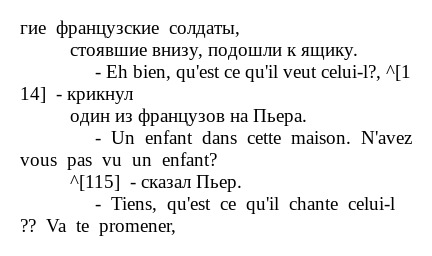 гие французские солдаты,
стоявшие внизу, подошли к ящику.
- Eh bien, qu'est ce qu'il veut celui-l?, ^[1
14] - крикнул
один из французов на Пьера.
- Un enfant dans cette maison. N'avez
vous pas vu un enfant?
^[115] - сказал Пьер.
- Tiens, qu'est ce qu'il chante celui-l
?? Va te promener,